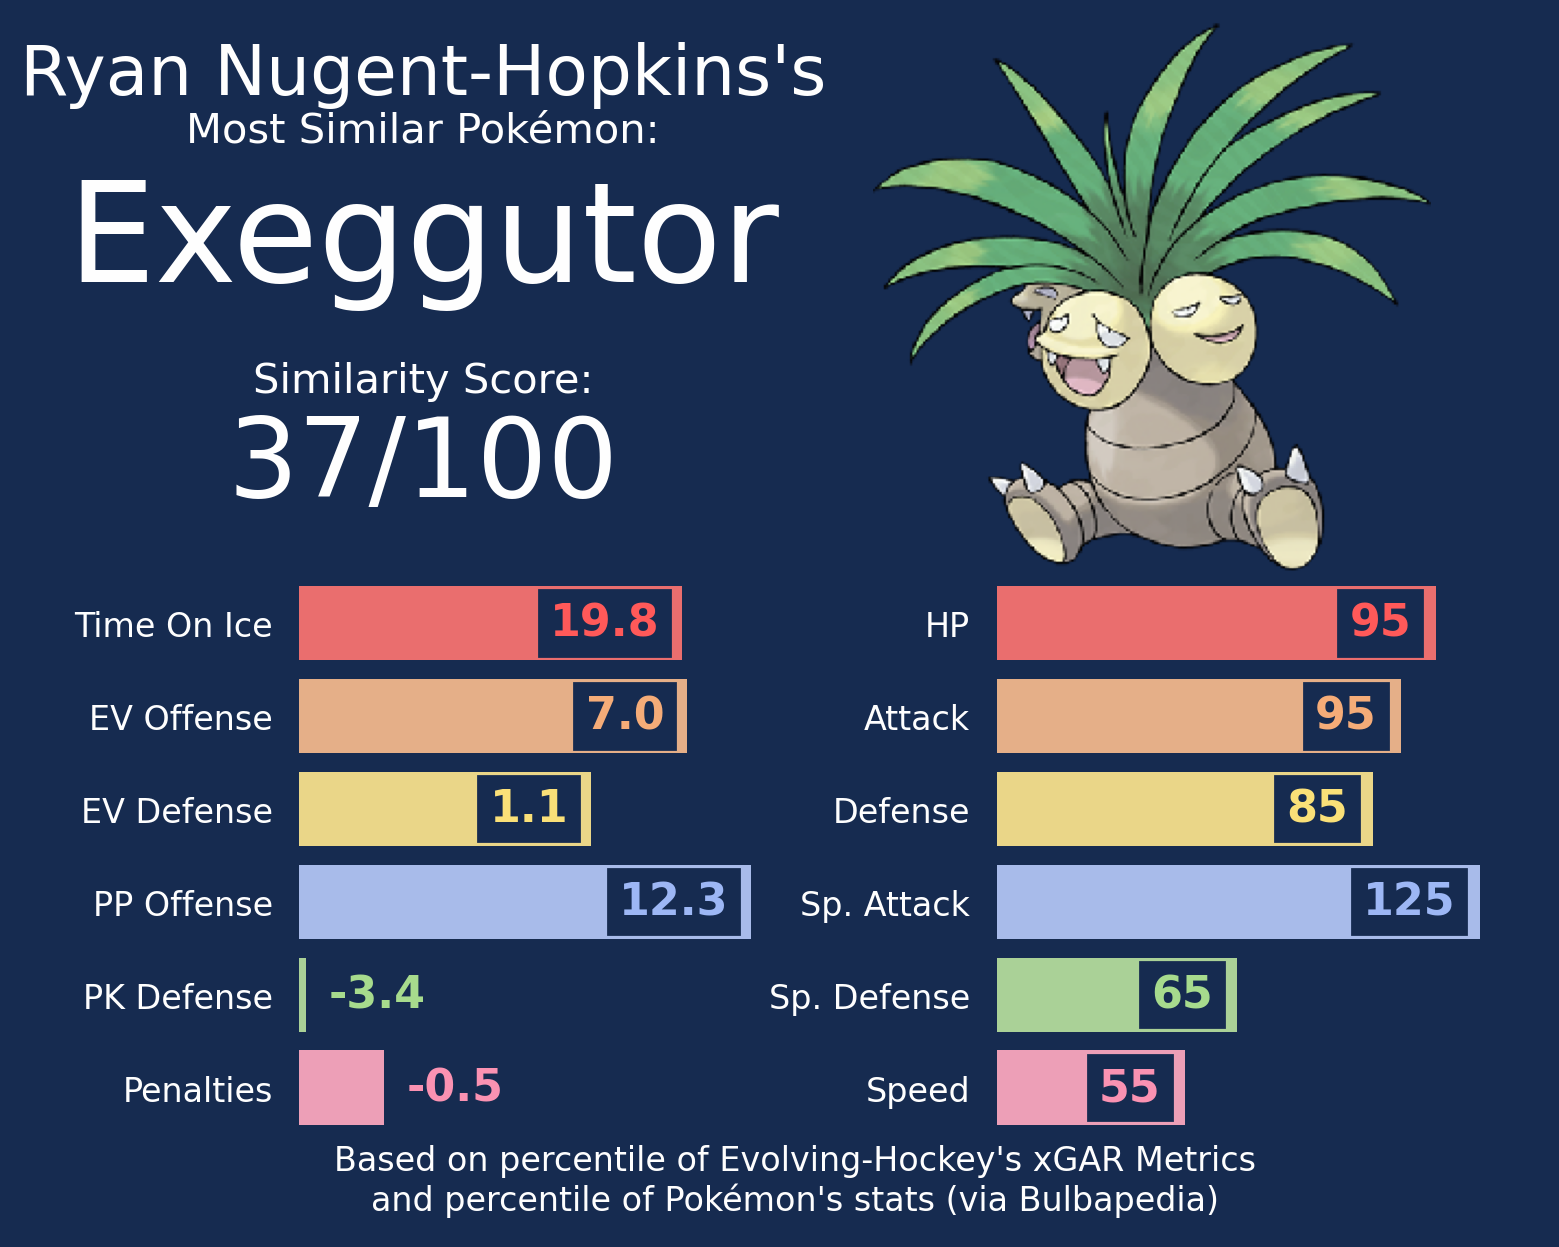 Ryan Nugent-Hopkins's
Most Similar Pokémon:
Exeggutor
Similarity Score:
37/100
Time On Ice 19.8
EV Offense 7.0
EV Defense 1.1
PP Offense 12.3
PK Defense -3.4
Penalties -0.5
HP 95
Attack 95
Defense 85
Sp. Attack 125
Sp. Defense 65
Speed 55
Based on percentile of Evolving-Hockey's xGAR Metrics
and percentile of Pokémon's stats (via Bulbapedia)